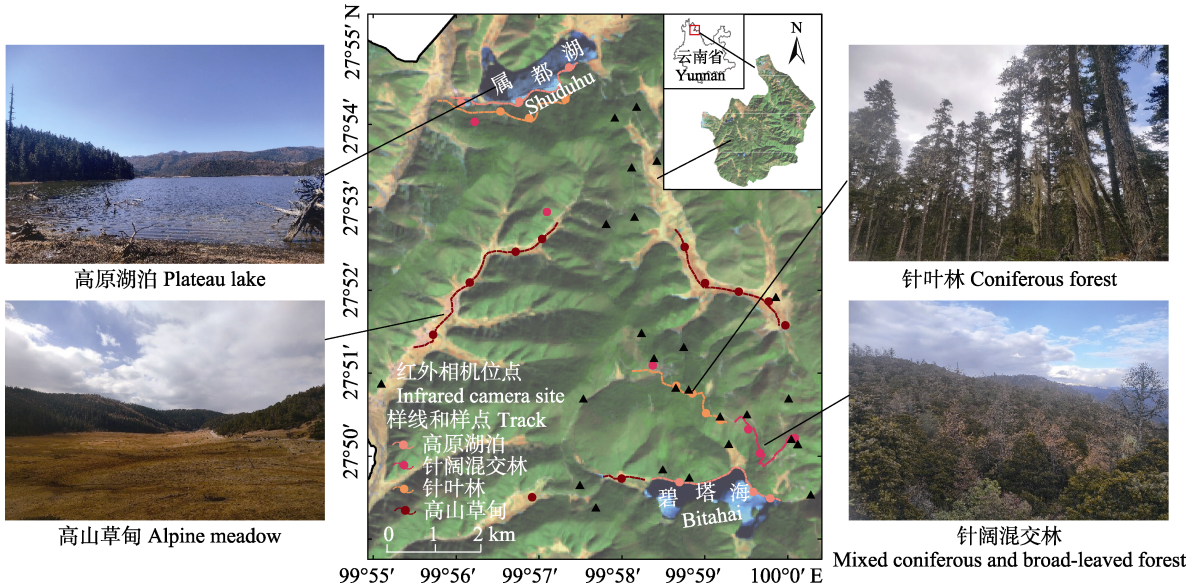 高原湖泊 Plateau lake
高山草甸 Alpine meadow
27°55′ N
27°54′
27°53′
27°52′
27°51′
27°50′
属都湖
Shuduhu
云南省
Yunnan
N
红外相机位点
Infrared camera site
样线和样点 Track
高原湖泊
针阔混交林
针叶林
高山草甸
0 1 2 km
碧塔海
Bitahai
99°55′ 99°56′ 99°57′ 99°58′ 99°59′ 100°0′ E
针叶林 Coniferous forest
针阔混交林
Mixed coniferous and broad-leaved forest